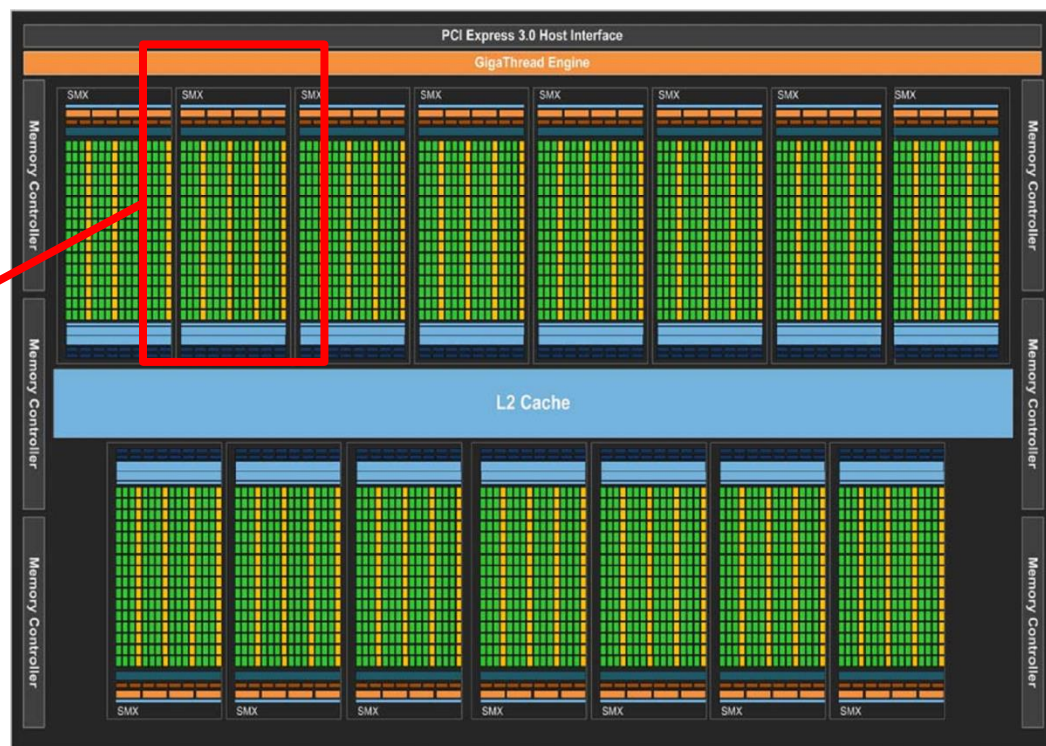 PCI Express 3.0 Host Interface
GigaThread Engine
SMX SMX SMX SMX SMX SMX SMX SMX
Memory Controller
Memory Controller
Memory Controller
Memory Controller
L2 Cache
Memory Controller
Memory Controller
SMX SMX SMX SMX SMX SMX SMX